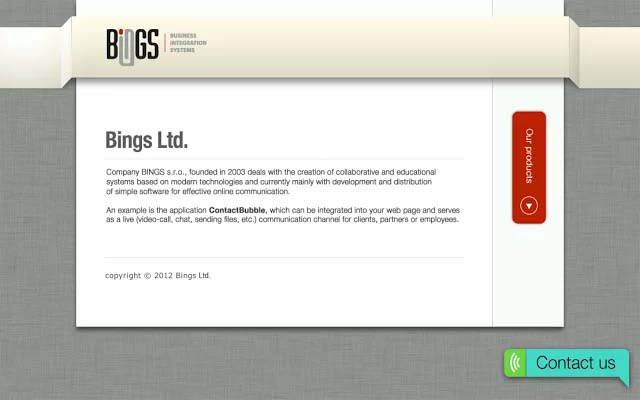 BinGS
BUSINESS
INTEGRATION
SYSTEMS
Bings Ltd.
Company BINGS s.r.o., founded in 2003 deals with the creation of collaborative and educational
systems based on modern technologies and currently mainly with development and distribution
of simple software for effective online communication.
An example is the application ContactBubble, which can be integrated into your web page and serves
as a live (video-call, chat, sending files, etc.) communication channel for clients, partners or employees.
copyright © 2012 Bings Ltd.
Our products
Contact us